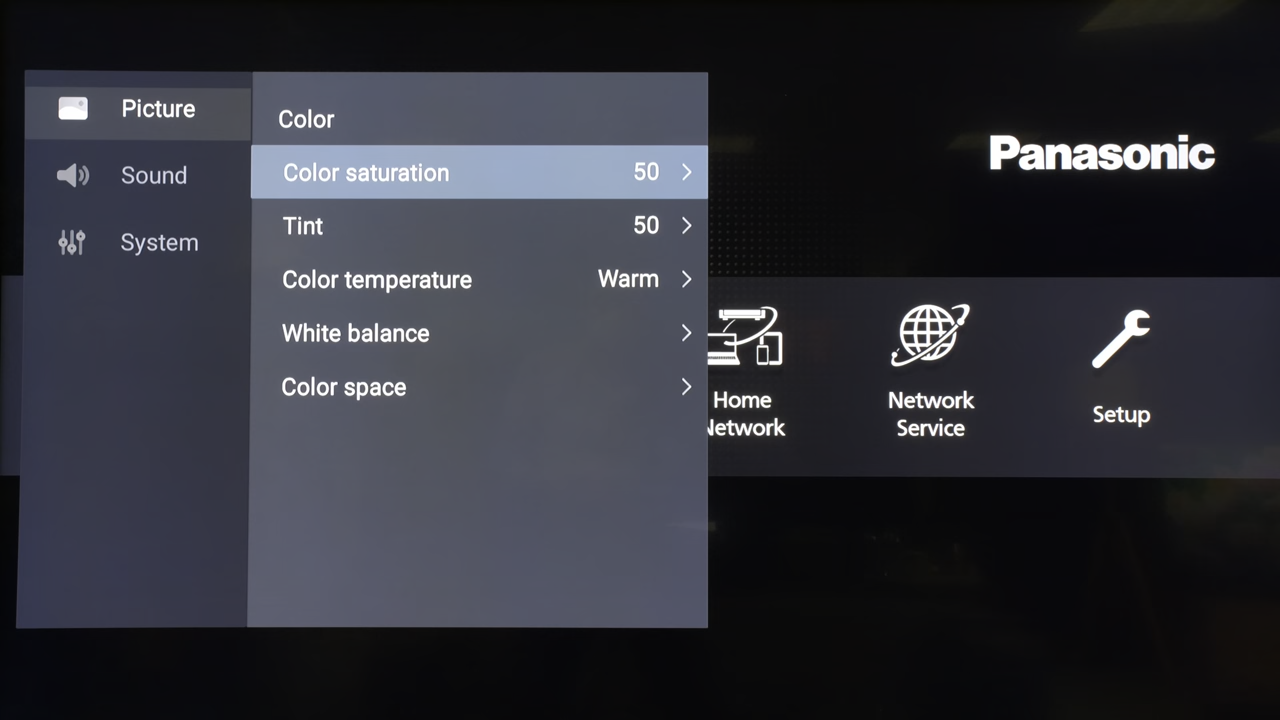 Picture
Sound
System
Color
Color saturation 50
Tint 50
Color temperature Warm
White balance
Color space
Panasonic
Home
Network
Network
Service
Setup